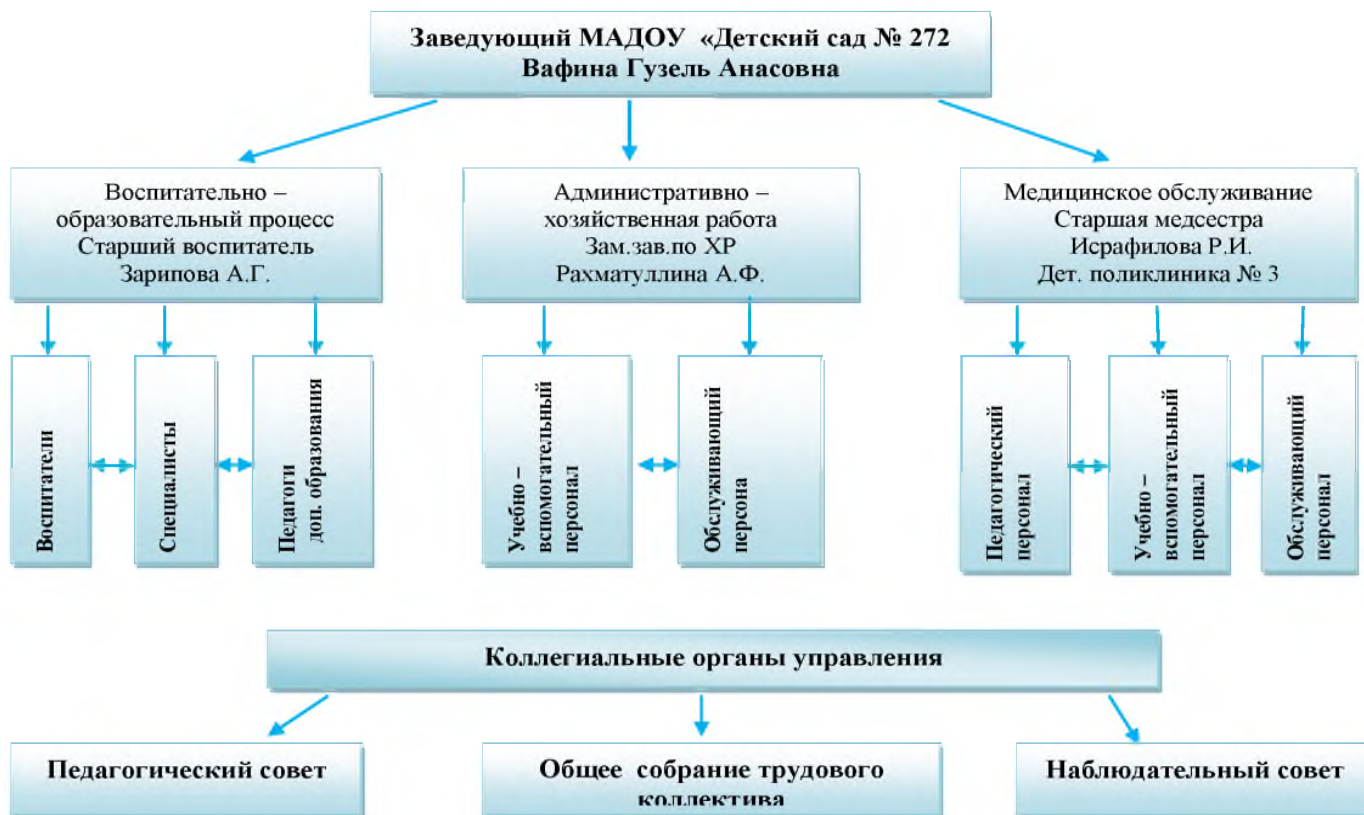 Заведующий МАДОУ «Детский сад № 272
Вафина Гузель Анасовна
Воспитательно –
образовательный процесс
Старший воспитатель
Зарипова А.Г.
Административно –
хозяйственная работа
Зам.зав.по ХР
Рахматуллина А.Ф.
Медицинское обслуживание
Старшая медсестра
Исрафилова Р.И.
Дет. поликлиника № 3
Воспитатели
Специалисты
Педагоги
доп. образования
Учебно –
вспомогательный
персонал
Обслуживающий
персона
Педагогический
персонал
Учебно –
вспомогательный
персонал
Обслуживающий
персонал
Коллегиальные органы управления
Педагогический совет
Общее собрание трудового
коллектива
Наблюдательный совет